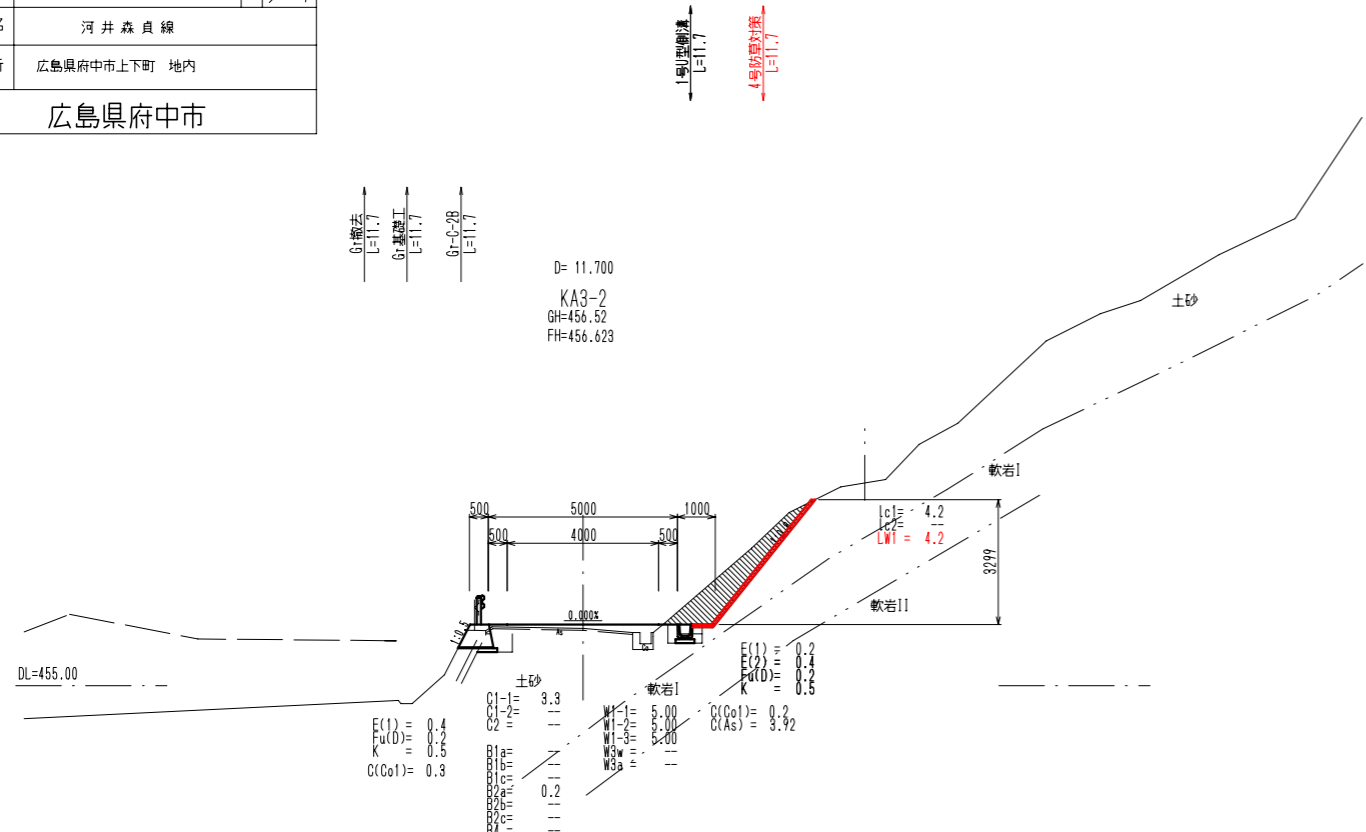 名 河井森貞線
所 広島県府中市上下町 地内
広島県府中市
1号U型側溝
L=11.7
4号防草対策
L=11.7
Gr撤去
L=11.7
Gr基礎工
L=11.7
Gr-C-2B
L=11.7
D= 11.700
KA3-2
GH=456.52
FH=456.623
土砂
軟岩I
軟岩II
500
5000
1000
500
4000
500
lc1= 4.2
lc2= --
LW1 = 4.2
3299
1:0.5
0.000%
As
Co
DL=455.00
E(1) = 0.4
Fu(D)= 0.2
K = 0.5
C(Co1)= 0.3
土砂
C1-1= 3.3
C1-2= --
C2 = --
B1a= --
B1b= --
B1c= --
B2a= 0.2
B2b= --
B2c= --
B4 = --
軟岩I
W1-1= 5.00
W1-2= 5.00
W1-3= 5.00
W3w = --
W3a = --
E(1) = 0.2
E(2) = 0.4
Fu(D)= 0.2
K = 0.5
C(Co1)= 0.2
C(As) = 3.92